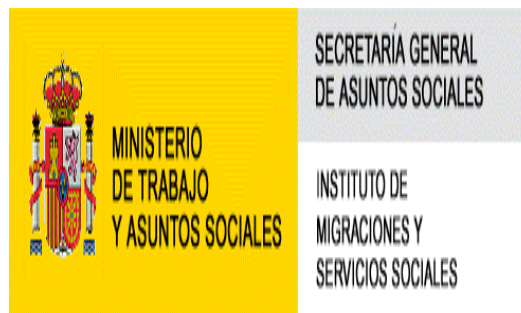 MINISTERIO
DE TRABAJO
Y ASUNTOS SOCIALES
SECRETARÍA GENERAL
DE ASUNTOS SOCIALES
INSTITUTO DE
MIGRACIONES Y
SERVICIOS SOCIALES